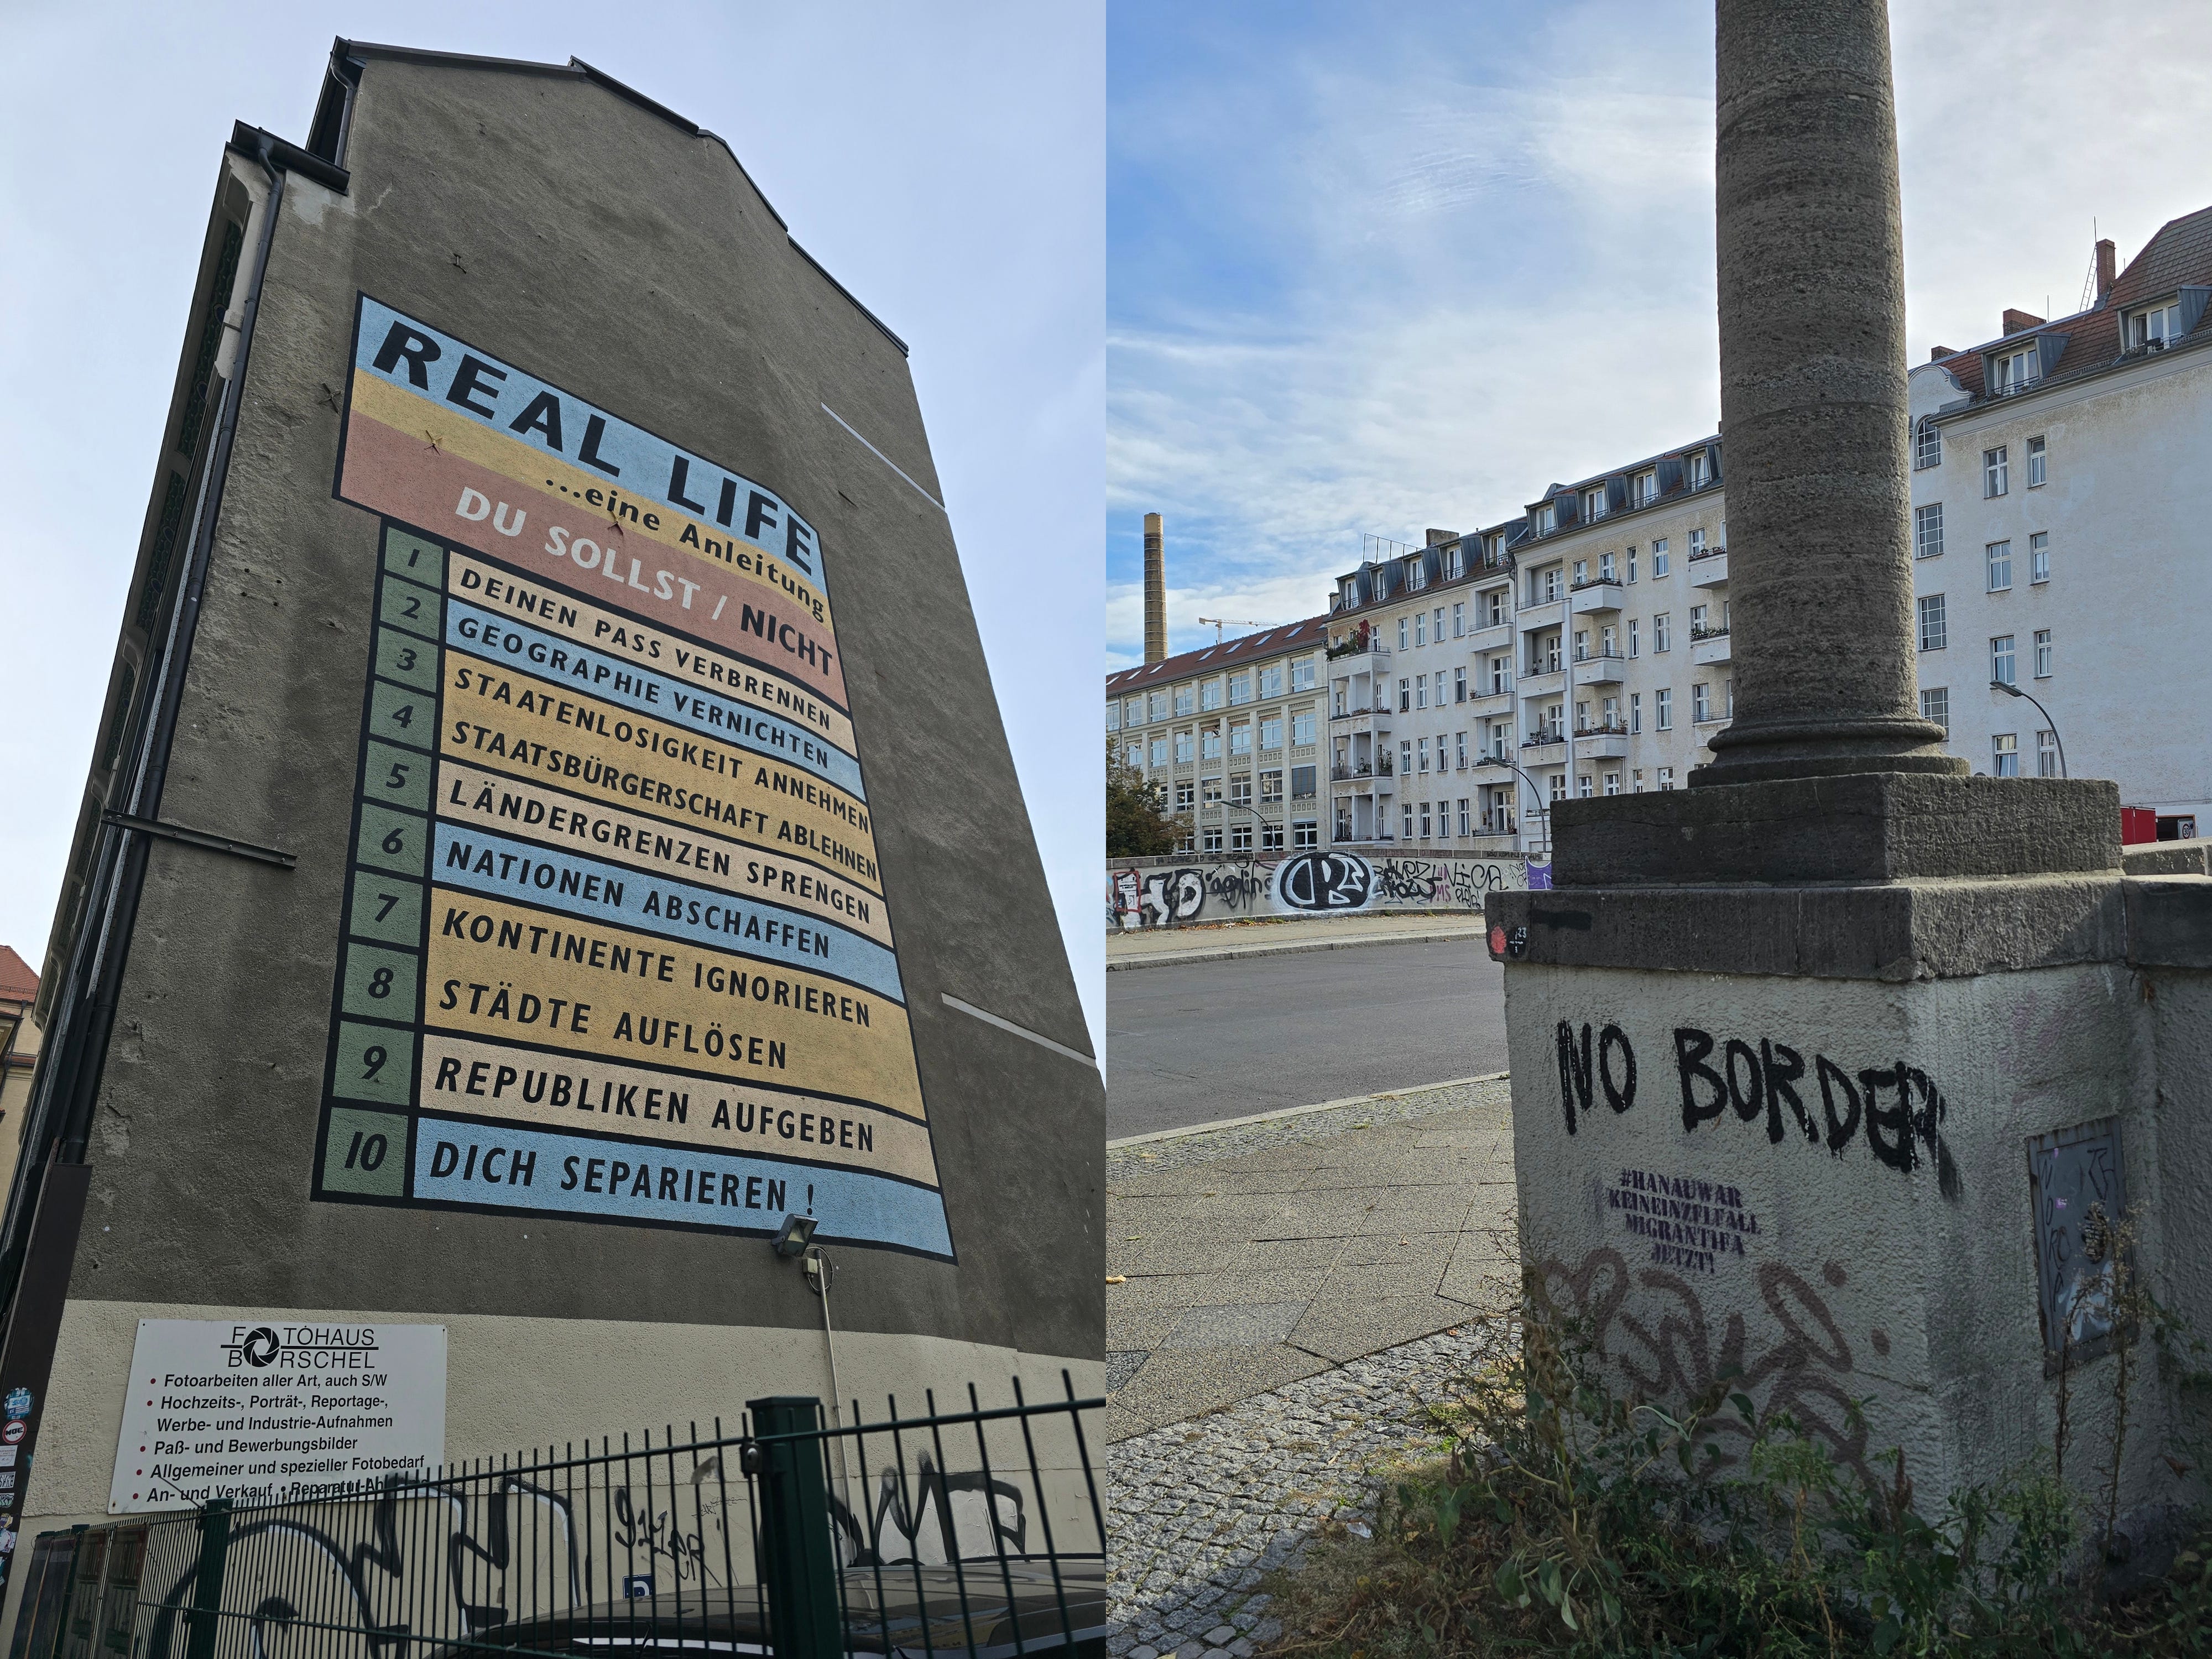 REAL LIFE
...eine Anleitung
DU SOLLST / NICHT
1 DEINEN PASS VERBRENNEN
2 GEOGRAPHIE VERNICHTEN
3 STAATENLOSIGKEIT ANNEHMEN
4 STAATSBÜRGERSCHAFT ABLEHNEN
5 LÄNDERGRENZEN SPRENGEN
6 NATIONEN ABSCHAFFEN
7 KONTINENTE IGNORIEREN
8 STÄDTE AUFLÖSEN
9 REPUBLIKEN AUFGEBEN
10 DICH SEPARIEREN !
FOTOHAUS
BORSCHEL
• Fotoarbeiten aller Art, auch S/W
• Hochzeits-, Porträt-, Reportage-,
Werbe- und Industrie-Aufnahmen
• Paß- und Bewerbungsbilder
• Allgemeiner und spezieller Fotobedarf
• An- und Verkauf • Reparatur-An
NO BORDER
#HANAUWAR
KEINEINZELFALL
MIGRANTIFA
JETZT!